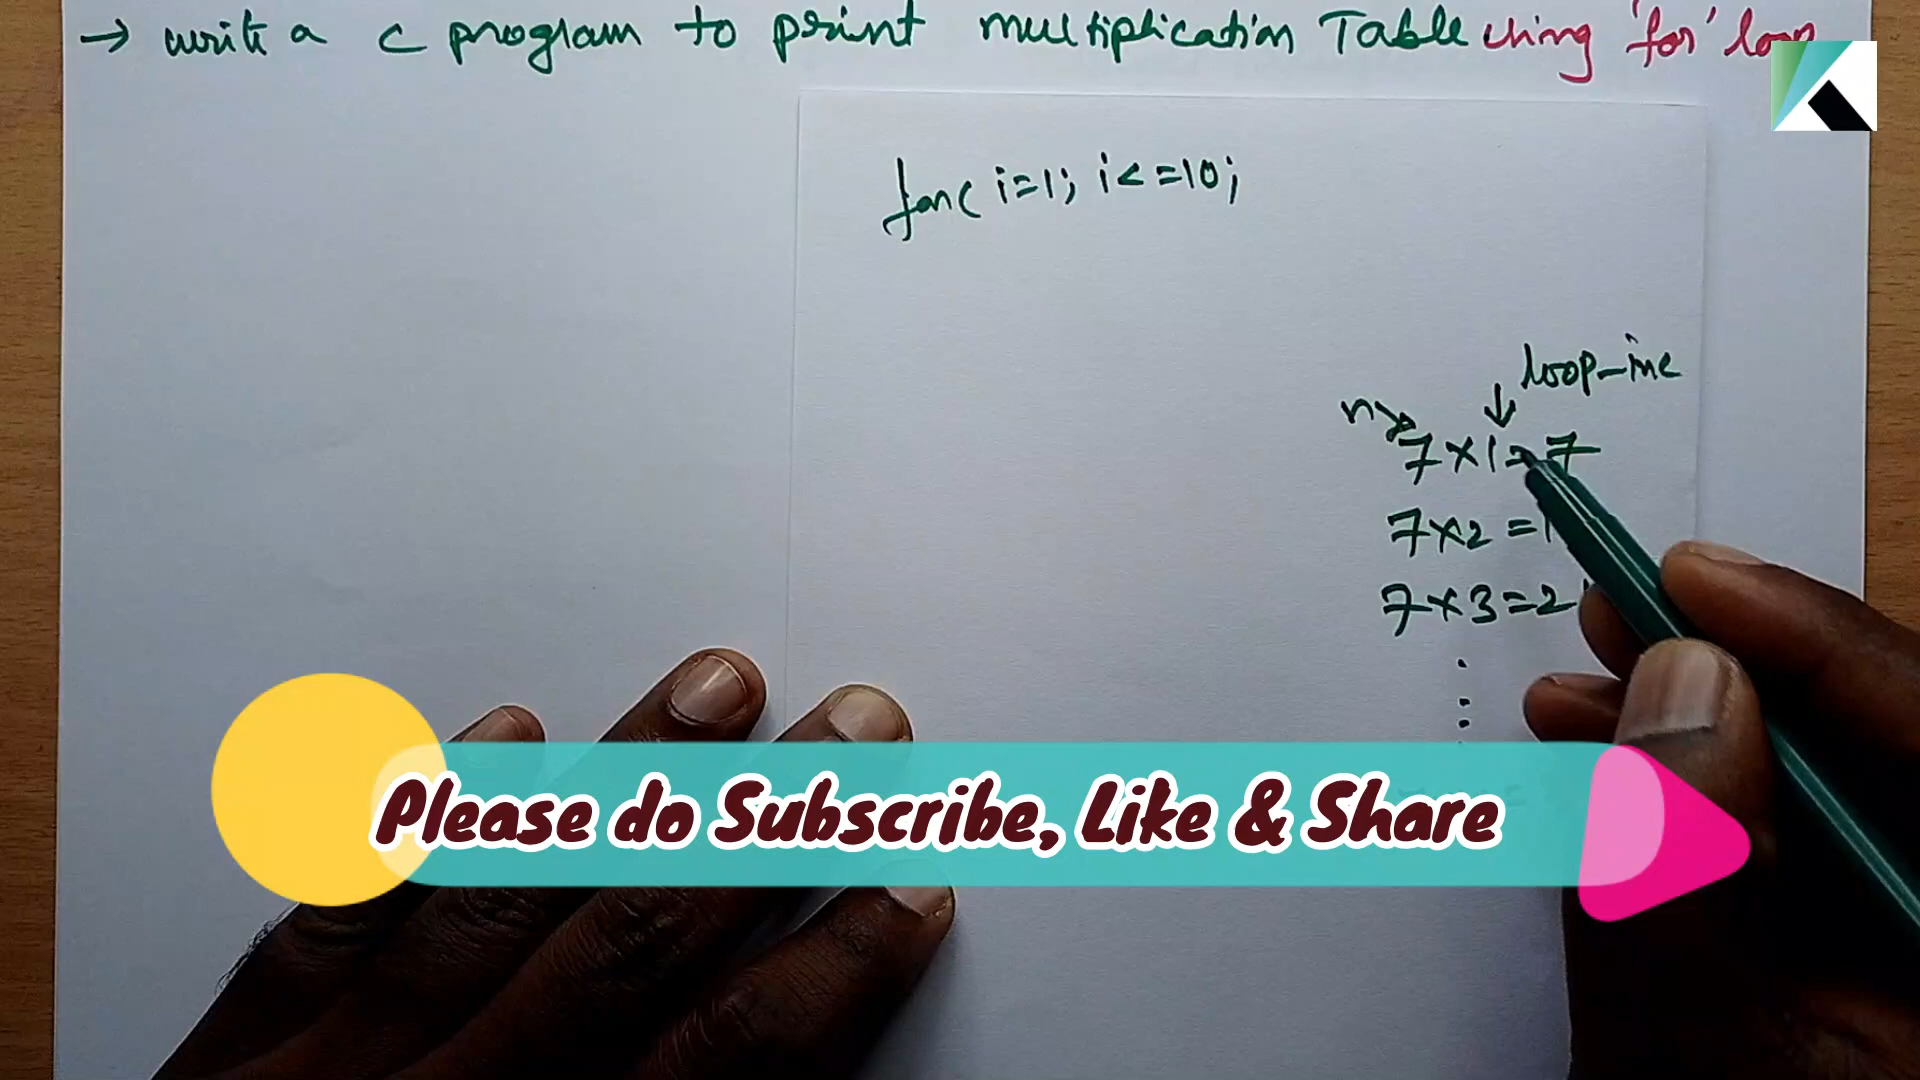 → write a c program to print multiplication Table using 'for' loop
for( i=1; i<=10;
loop-inc
n
7×1=7
7×2=1
7×3=2
Please do Subscribe, Like & Share